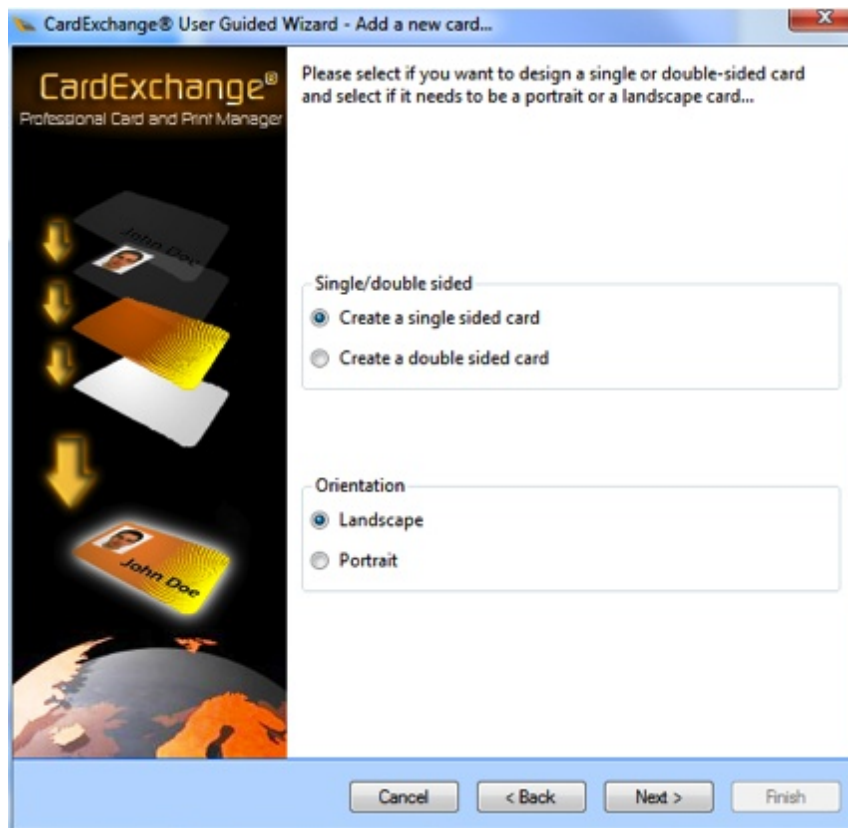 CardExchange® User Guided Wizard - Add a new card...
CardExchange®
Professional Card and Print Manager
Please select if you want to design a single or double-sided card
and select if it needs to be a portrait or a landscape card...
John Doe
Single/double sided
Create a single sided card
Create a double sided card
Orientation
Landscape
Portrait
John Doe
Cancel
< Back
Next >
Finish